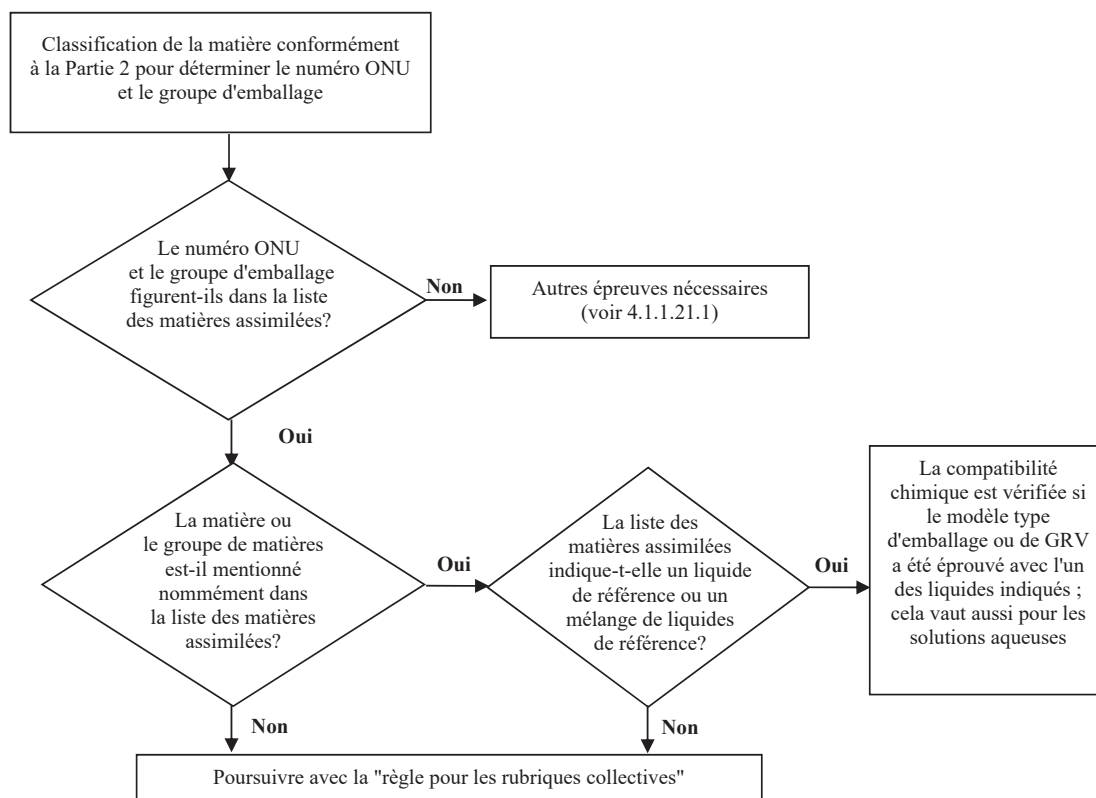 Classification de la matière conformément
à la Partie 2 pour déterminer le numéro ONU
et le groupe d'emballage
Le numéro ONU
et le groupe d'emballage
figurent-ils dans la liste
des matières assimilées?
Non
Autres épreuves nécessaires
(voir 4.1.1.21.1)
Oui
La matière ou
le groupe de matières
est-il mentionné
nommément dans
la liste des matières
assimilées?
Oui
La liste des
matières assimilées
indique-t-elle un liquide
de référence ou un
mélange de liquides
de référence?
Oui
La compatibilité
chimique est vérifiée si
le modèle type
d'emballage ou de GRV
a été éprouvé avec l'un
des liquides indiqués ;
cela vaut aussi pour les
solutions aqueuses
Non
Non
Poursuivre avec la "règle pour les rubriques collectives"